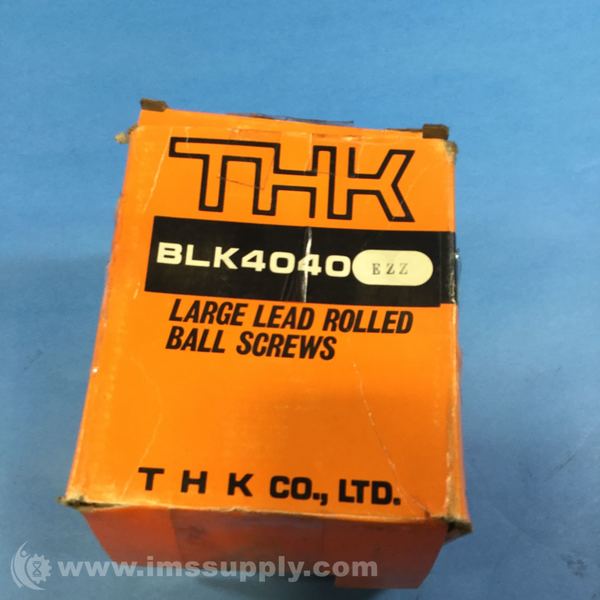 THK
BLK4040 EZZ
LARGE LEAD ROLLED
BALL SCREWS
T H K CO., LTD.
www.imssupply.com